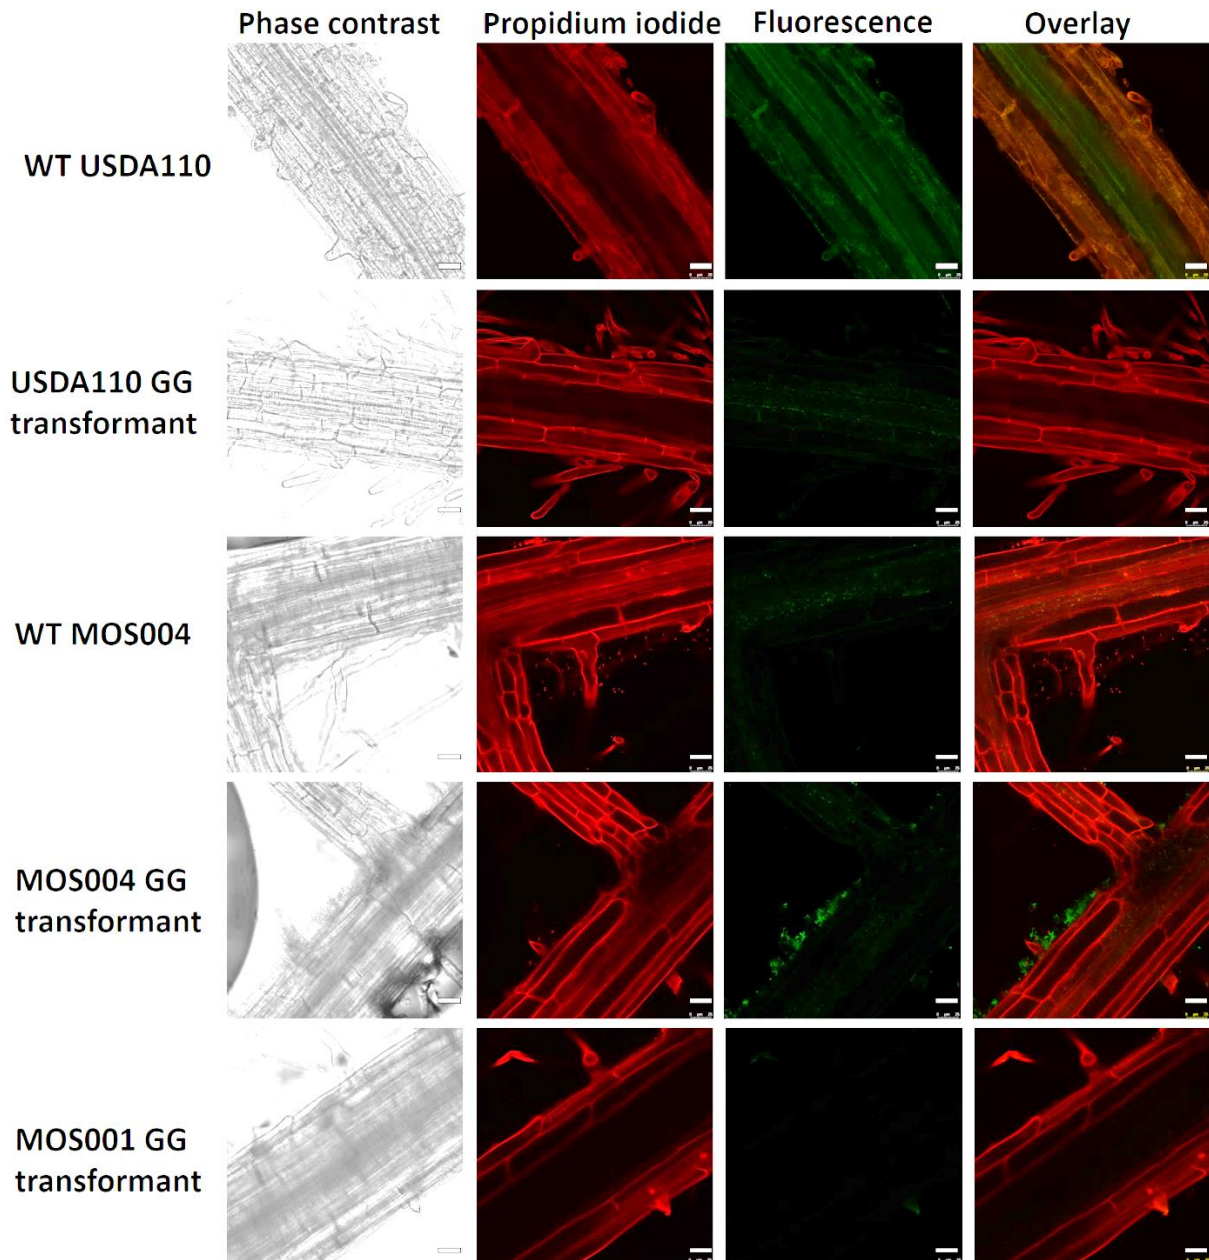 Phase contrast
Propidium iodide
Fluorescence
Overlay
WT USDA110
USDA110 GG
transformant
WT MOS004
MOS004 GG
transformant
MOS001 GG
transformant